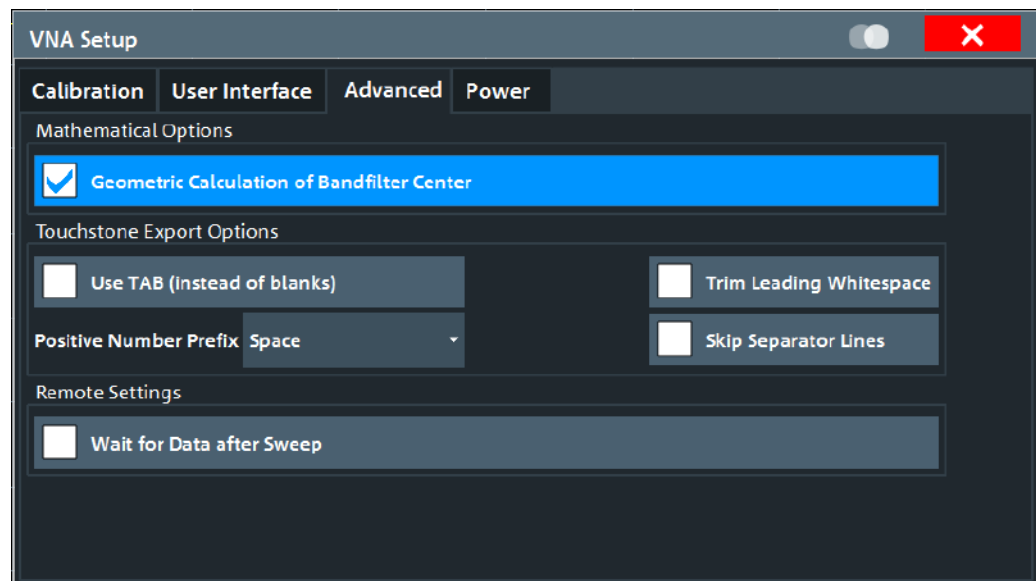 VNA Setup
Calibration User Interface Advanced Power
Mathematical Options
Geometric Calculation of Bandfilter Center
Touchstone Export Options
Use TAB (instead of blanks) Trim Leading Whitespace
Positive Number Prefix Space Skip Separator Lines
Remote Settings
Wait for Data after Sweep